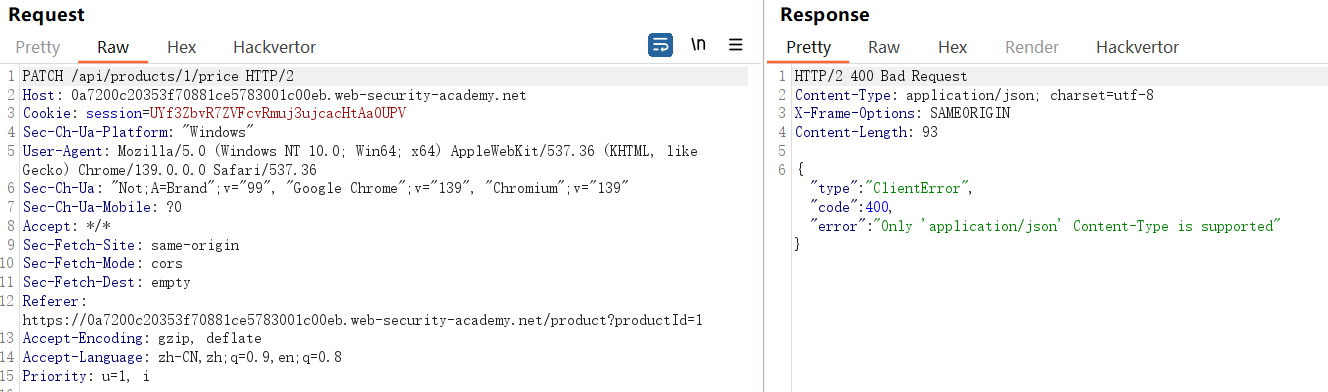 Request
Pretty Raw Hex Hackvertor \n
1 PATCH /api/products/1/price HTTP/2
2 Host: 0a7200c20353f70881ce5783001c00eb.web-security-academy.net
3 Cookie: session=UYf3ZbvR7ZVFcvRmuj3ujcacHtAa0UPV
4 Sec-Ch-Ua-Platform: "Windows"
5 User-Agent: Mozilla/5.0 (Windows NT 10.0; Win64; x64) AppleWebKit/537.36 (KHTML, like
Gecko) Chrome/139.0.0.0 Safari/537.36
6 Sec-Ch-Ua: "Not;A=Brand";v="99", "Google Chrome";v="139", "Chromium";v="139"
7 Sec-Ch-Ua-Mobile: ?0
8 Accept: */*
9 Sec-Fetch-Site: same-origin
10 Sec-Fetch-Mode: cors
11 Sec-Fetch-Dest: empty
12 Referer:
https://0a7200c20353f70881ce5783001c00eb.web-security-academy.net/product?productId=1
13 Accept-Encoding: gzip, deflate
14 Accept-Language: zh-CN,zh;q=0.9,en;q=0.8
15 Priority: u=1, i
Response
Pretty Raw Hex Render Hackvertor
1 HTTP/2 400 Bad Request
2 Content-Type: application/json; charset=utf-8
3 X-Frame-Options: SAMEORIGIN
4 Content-Length: 93
5
6 {
"type":"ClientError",
"code":400,
"error":"Only 'application/json' Content-Type is supported"
}